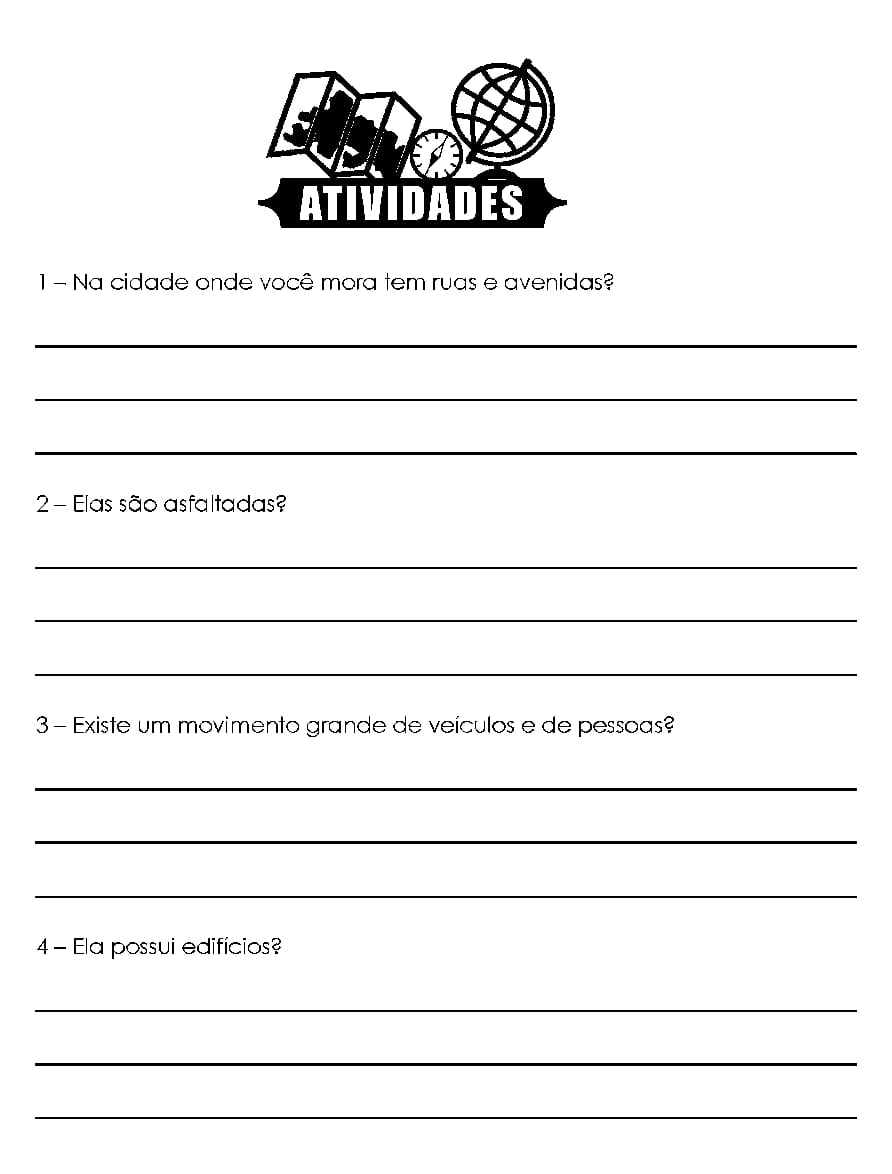 ATIVIDADES
1 – Na cidade onde você mora tem ruas e avenidas?
2 – Elas são asfaltadas?
3 – Existe um movimento grande de veículos e de pessoas?
4 – Ela possui edifícios?